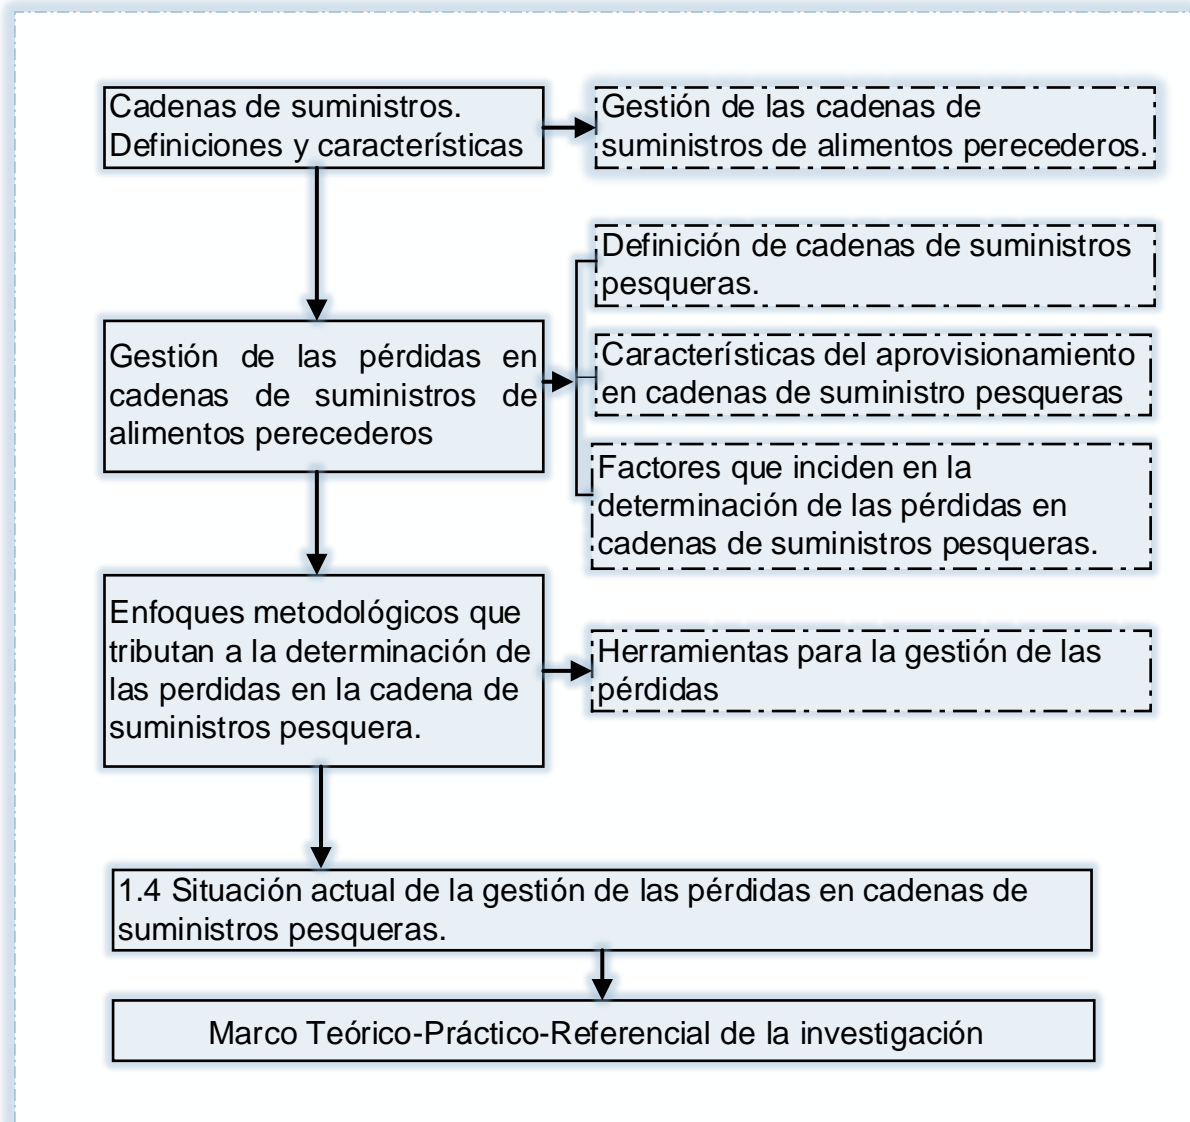 Cadenas de suministros.
Definiciones y características
Gestión de las cadenas de
suministros de alimentos perecederos.
Definición de cadenas de suministros
pesqueras.
Gestión de las pérdidas en
cadenas de suministros de
alimentos perecederos
Características del aprovisionamiento
en cadenas de suministro pesqueras
Factores que inciden en la
determinación de las pérdidas en
cadenas de suministros pesqueras.
Enfoques metodológicos que
tributan a la determinación de
las perdidas en la cadena de
suministros pesquera.
Herramientas para la gestión de las
pérdidas
1.4 Situación actual de la gestión de las pérdidas en cadenas de
suministros pesqueras.
Marco Teórico-Práctico-Referencial de la investigación